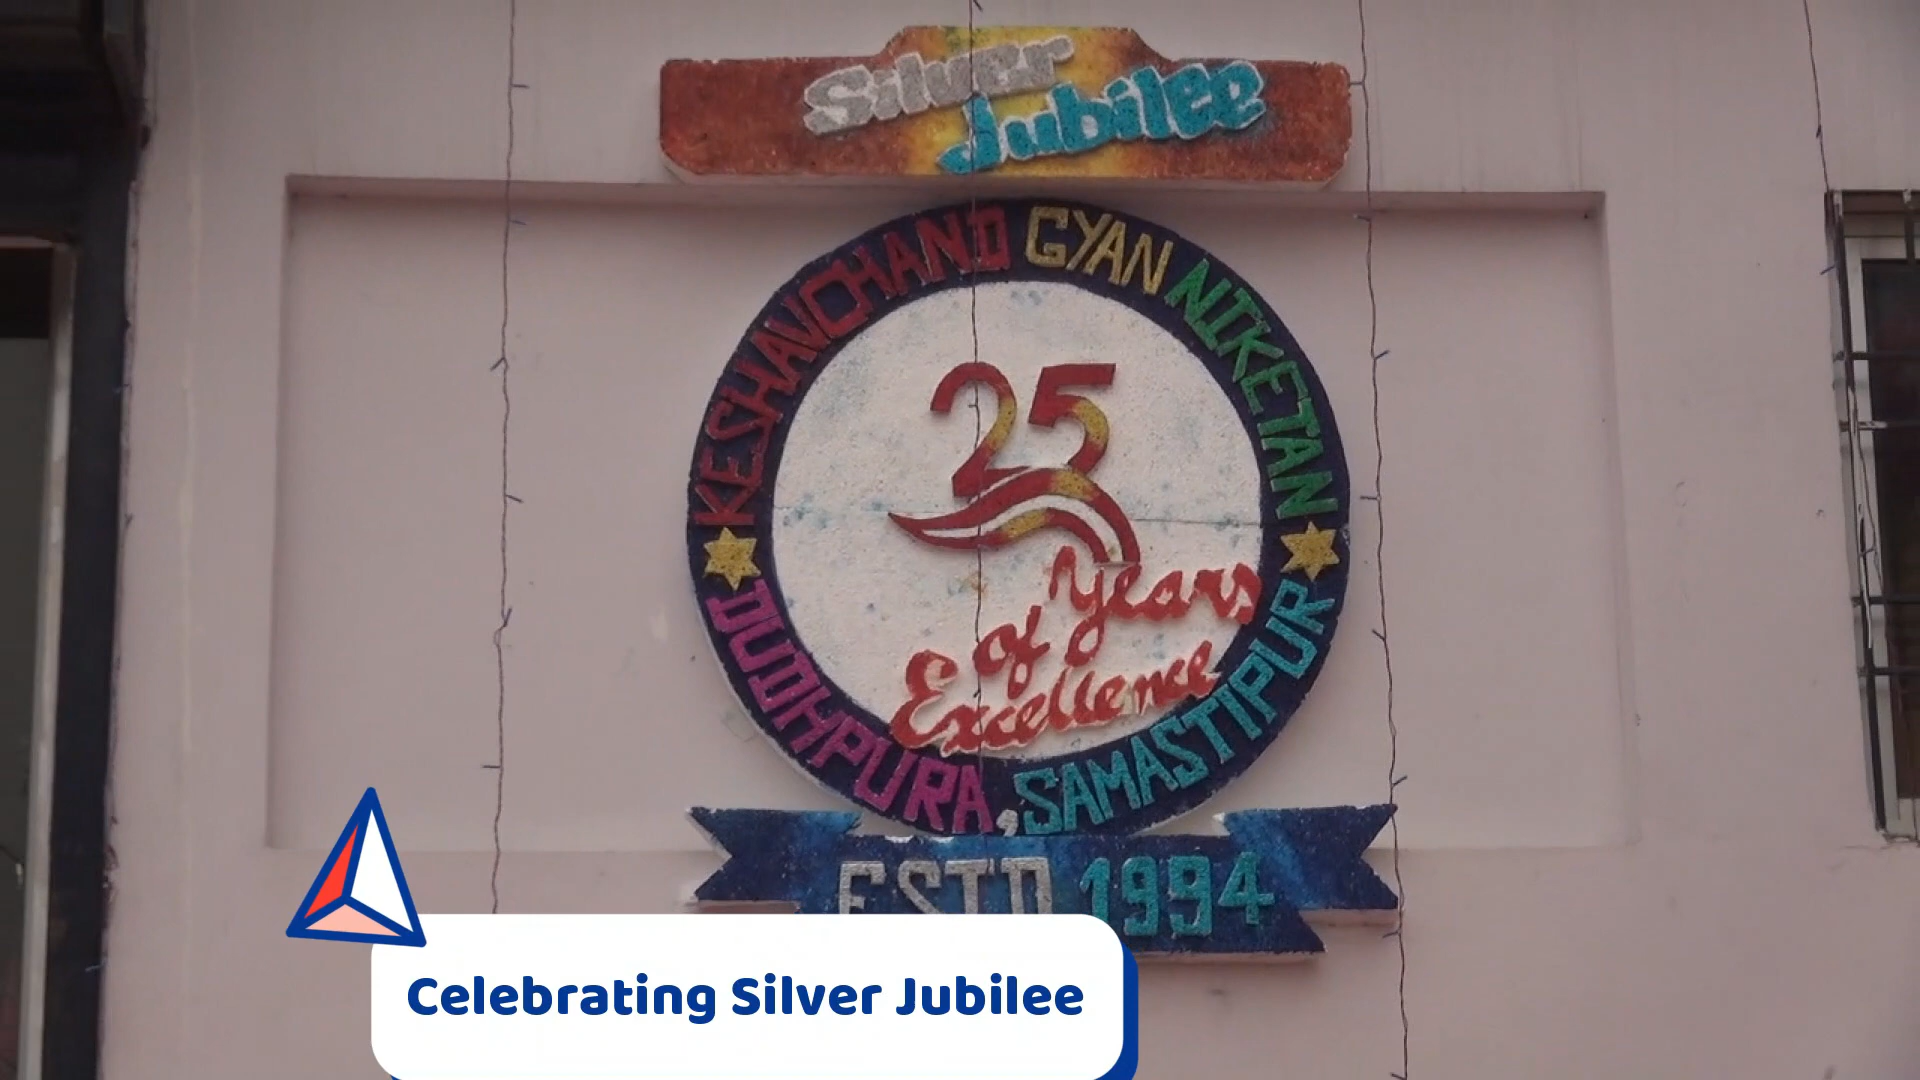 Silver
Jubilee
KESHAVCHAND GYAN NIKETAN
25
Years
of
Excellence
DUDHPURA, SAMASTIPUR
ESTD 1994
Celebrating Silver Jubilee